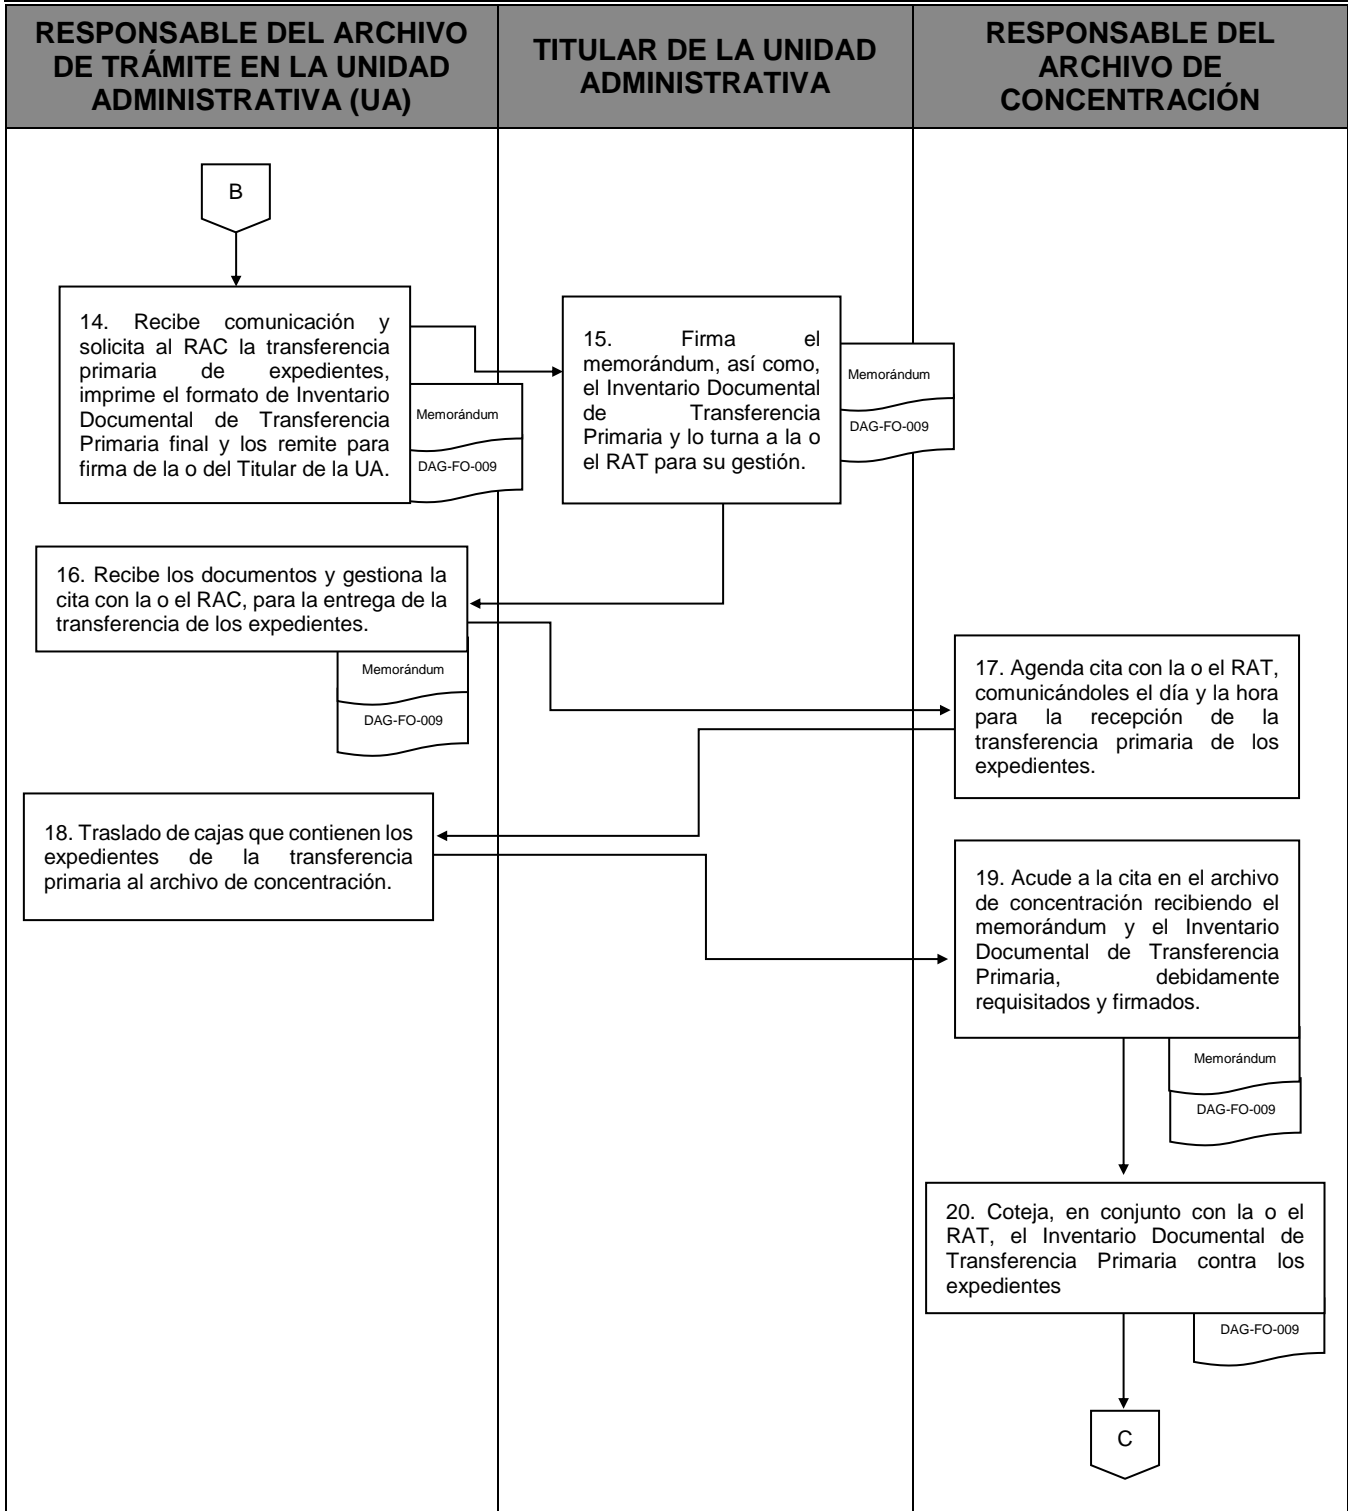 RESPONSABLE DEL ARCHIVO
DE TRÁMITE EN LA UNIDAD
ADMINISTRATIVA (UA)
TITULAR DE LA UNIDAD
ADMINISTRATIVA
RESPONSABLE DEL
ARCHIVO DE
CONCENTRACIÓN
B
14. Recibe comunicación y
solicita al RAC la transferencia
primaria de expedientes,
imprime el formato de Inventario
Documental de Transferencia
Primaria final y los remite para
firma de la o del Titular de la UA.
Memorándum
DAG-FO-009
15. Firma el
memorándum, así como,
el Inventario Documental
de Transferencia
Primaria y lo turna a la o
el RAT para su gestión.
Memorándum
DAG-FO-009
16. Recibe los documentos y gestiona la
cita con la o el RAC, para la entrega de la
transferencia de los expedientes.
Memorándum
DAG-FO-009
17. Agenda cita con la o el RAT,
comunicándoles el día y la hora
para la recepción de la
transferencia primaria de los
expedientes.
18. Traslado de cajas que contienen los
expedientes de la transferencia
primaria al archivo de concentración.
19. Acude a la cita en el archivo
de concentración recibiendo el
memorándum y el Inventario
Documental de Transferencia
Primaria, debidamente
requisitados y firmados.
Memorándum
DAG-FO-009
20. Coteja, en conjunto con la o el
RAT, el Inventario Documental de
Transferencia Primaria contra los
expedientes
DAG-FO-009
C